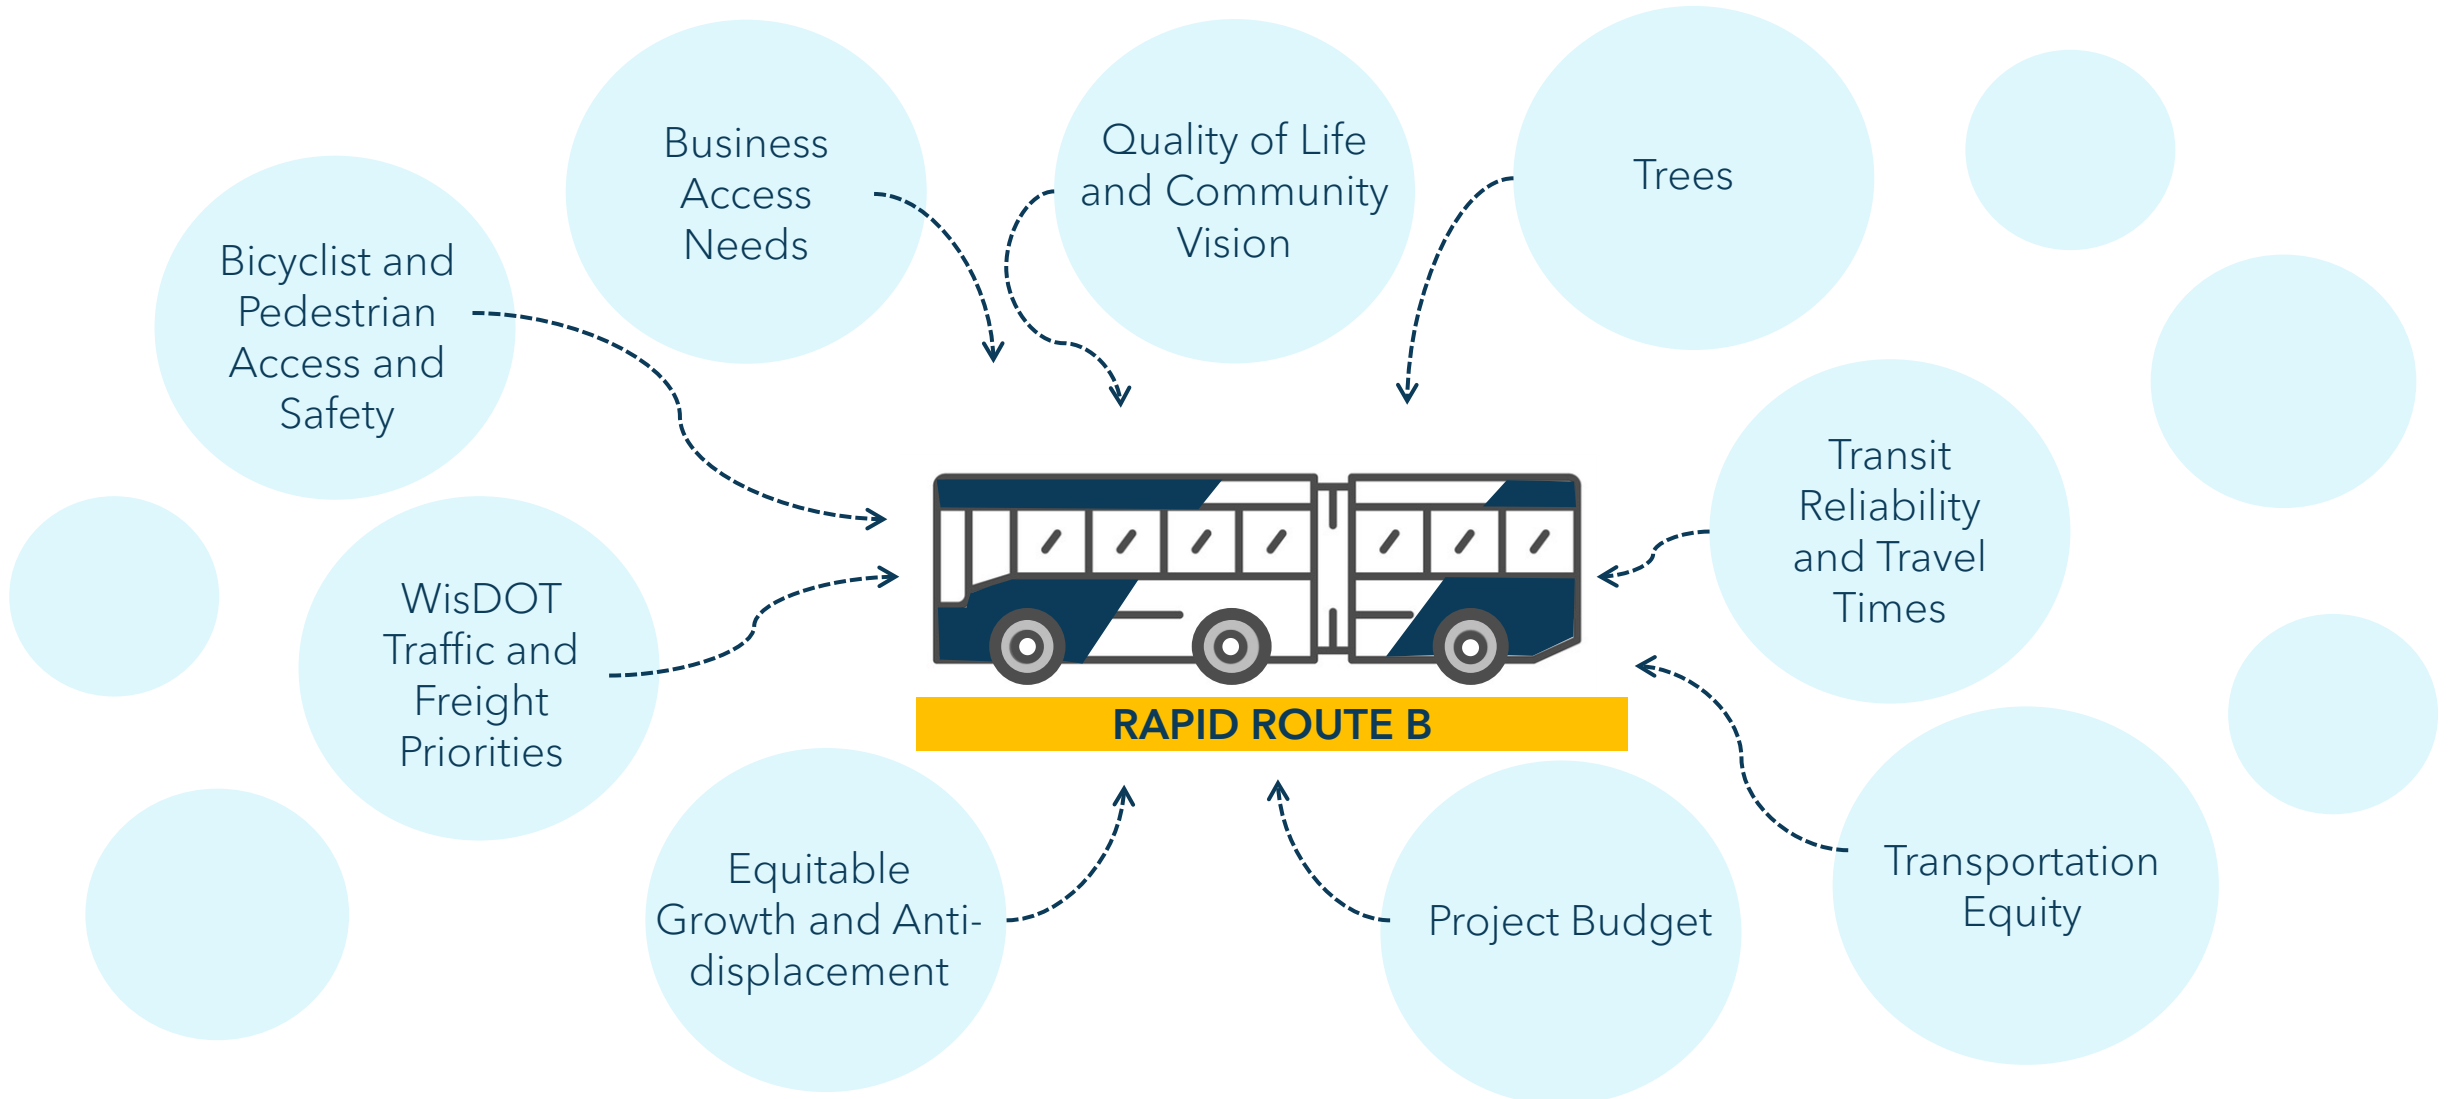 Business
Access
Needs
Quality of Life
and Community
Vision
Trees
Bicyclist and
Pedestrian
Access and
Safety
Transit
Reliability
and Travel
Times
WisDOT
Traffic and
Freight
Priorities
RAPID ROUTE B
Equitable
Growth and Anti-
displacement
Project Budget
Transportation
Equity